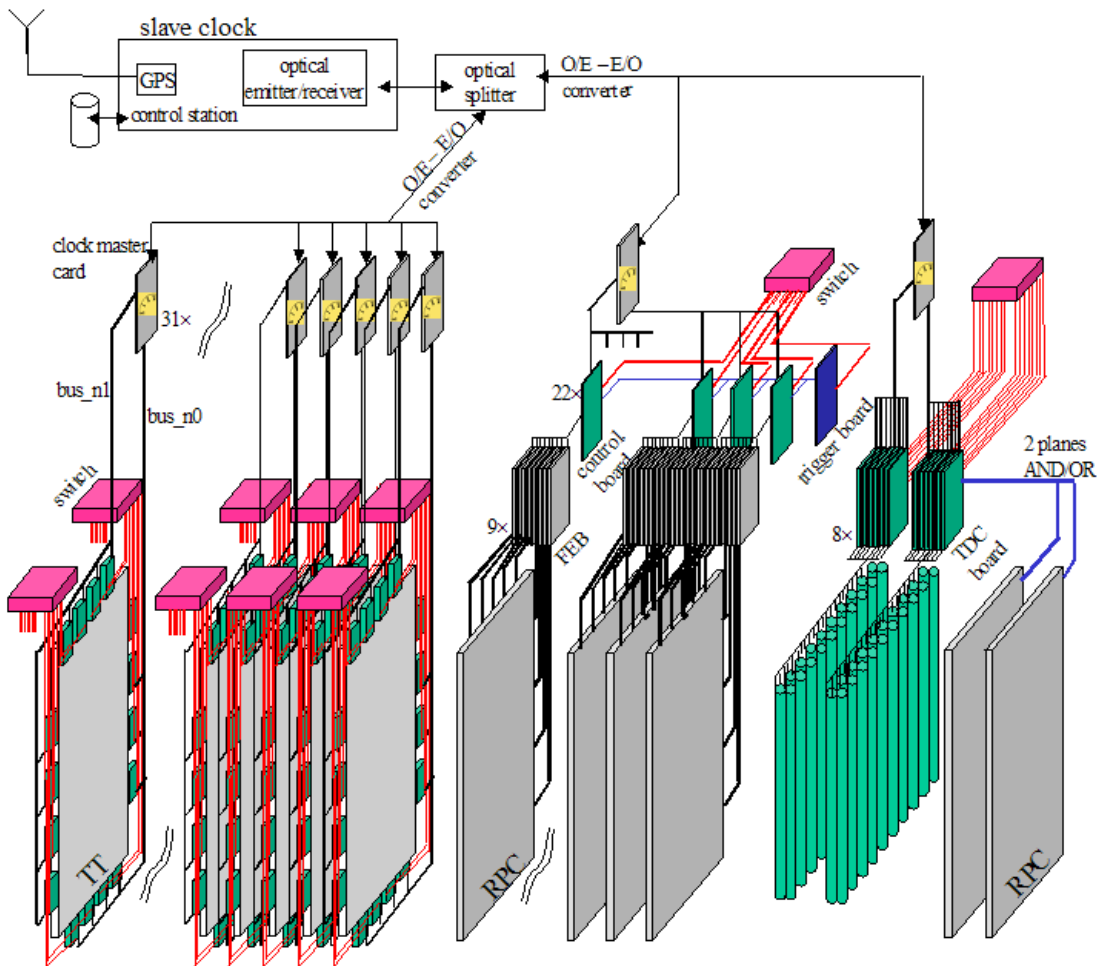 slave clock
GPS
optical
emitter/receiver
control station
optical
splitter
O/E – E/O
converter
O/E – E/O
converter
clock master
card
31×
bus_n1
bus_n0
switch
switch
22×
control
board
trigger board
2 planes
AND/OR
9×
FEB
8×
TDC
board
TT
RPC
RPC